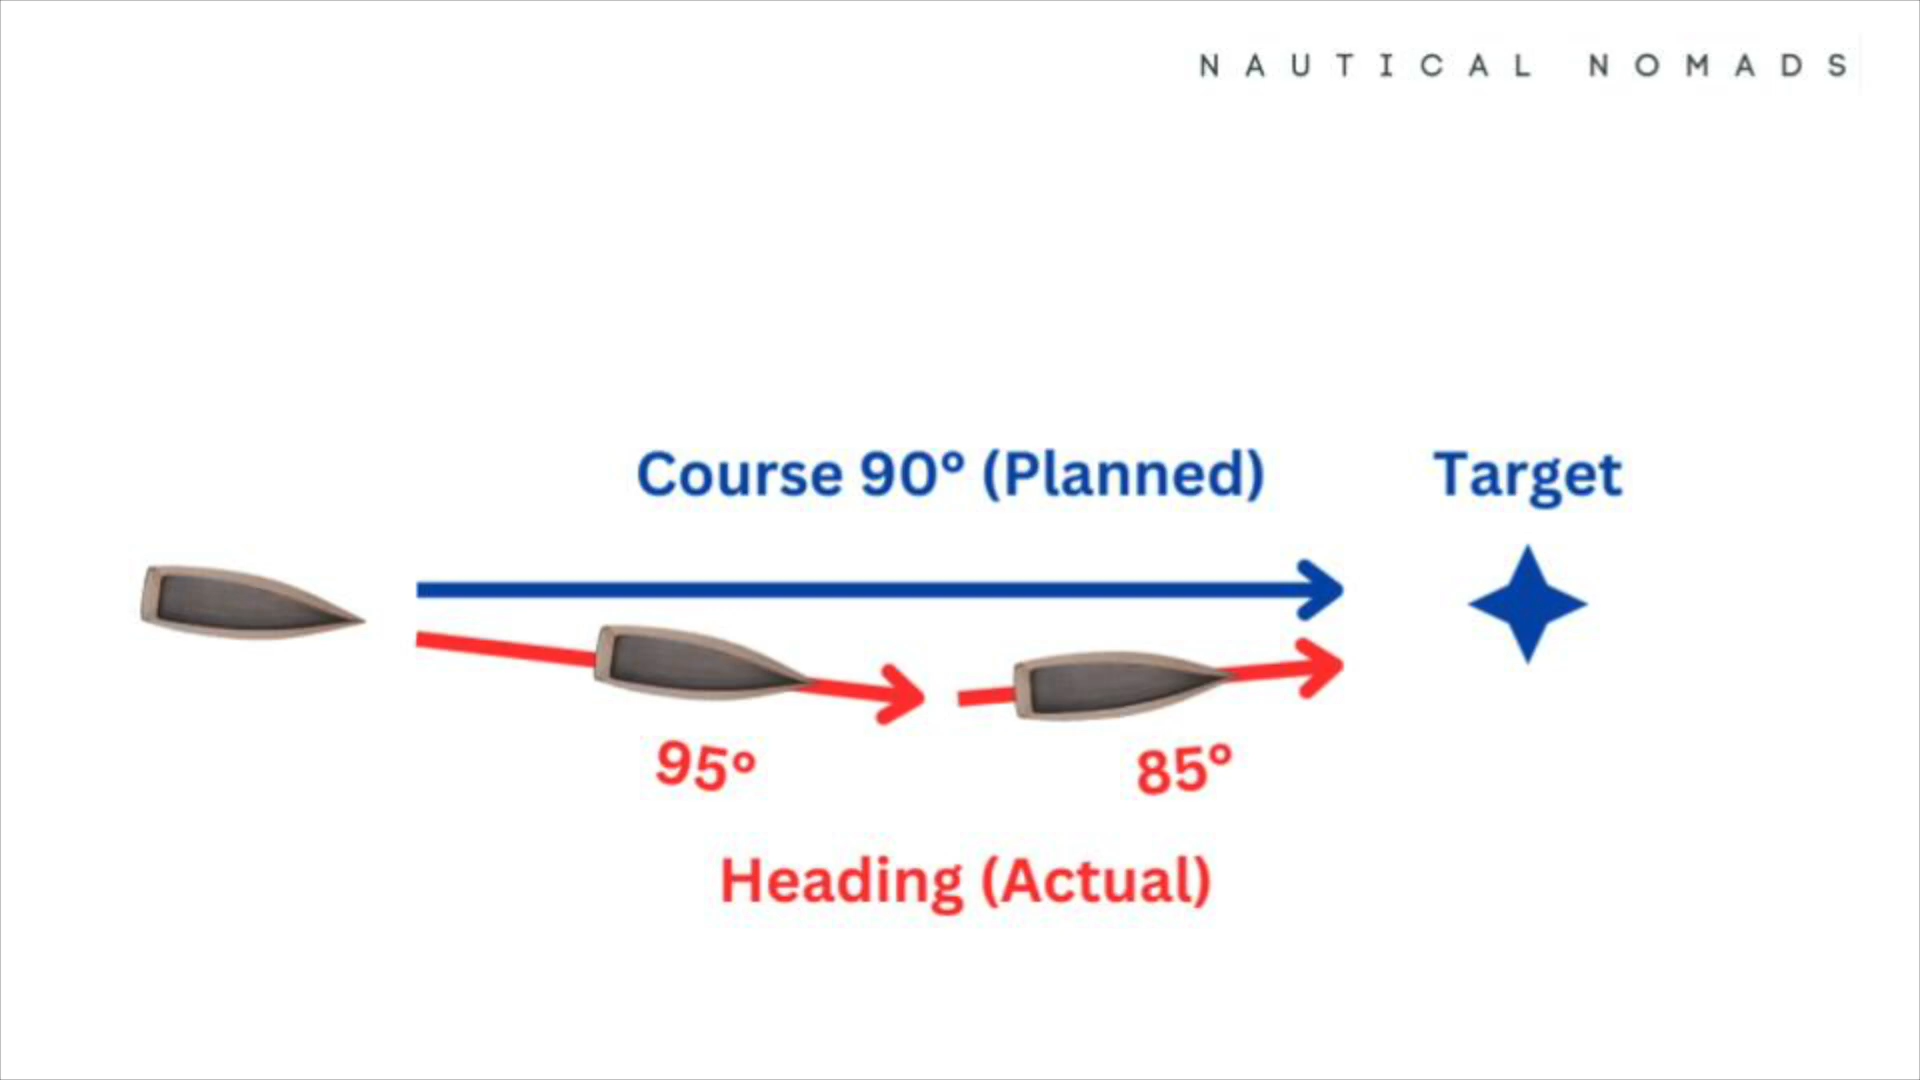 NAUTICAL NOMADS
Course 90° (Planned)
Target
95°
85°
Heading (Actual)